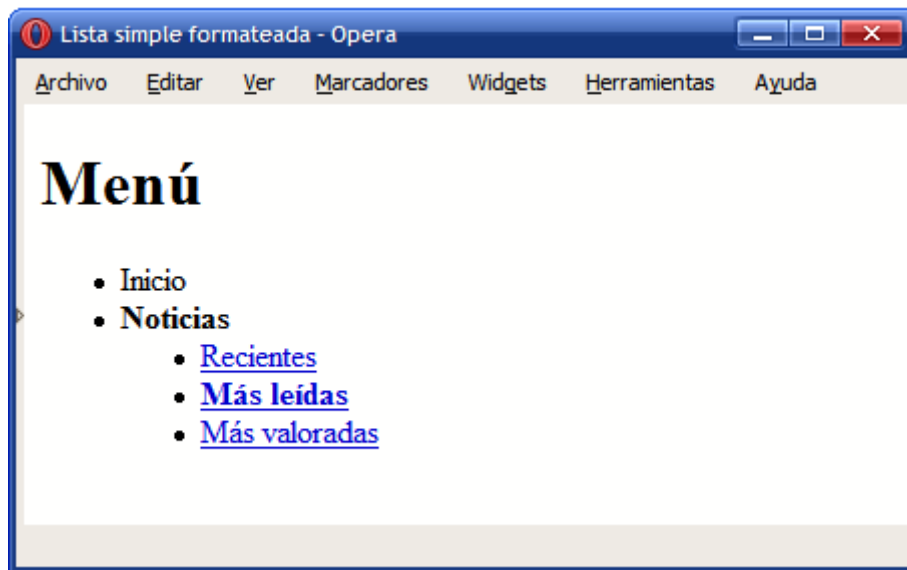 Lista simple formateada - Opera
Archivo Editar Ver Marcadores Widgets Herramientas Ayuda
Menú
Inicio
Noticias
Recientes
Más leídas
Más valoradas